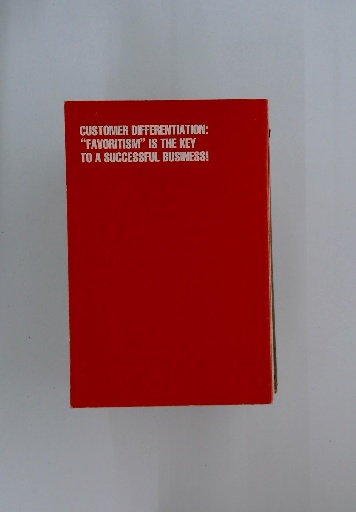 CUSTOMER DIFFERENTIATION:
"FAVORITISM" IS THE KEY
TO A SUCCESSFUL BUSINESS!